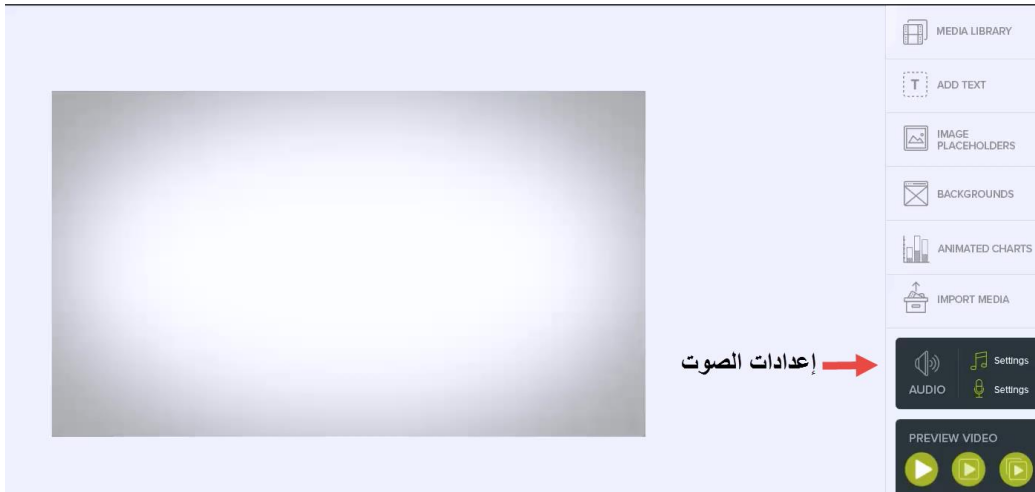 MEDIA LIBRARY
T
ADD TEXT
IMAGE
PLACEHOLDERS
BACKGROUNDS
ANIMATED CHARTS
IMPORT MEDIA
إعدادات الصوت
AUDIO
Settings
Settings
PREVIEW VIDEO